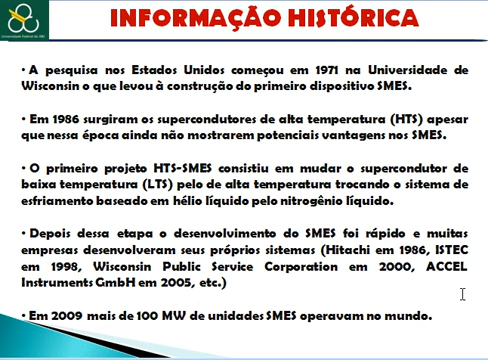 INFORMAÇÃO HISTÓRICA
Universidade Federal do ABC
• A pesquisa nos Estados Unidos começou em 1971 na Universidade de
Wisconsin o que levou à construção do primeiro dispositivo SMES.
• Em 1986 surgiram os supercondutores de alta temperatura (HTS) apesar
que nessa época ainda não mostrarem potenciais vantagens nos SMES.
• O primeiro projeto HTS-SMES consistiu em mudar o supercondutor de
baixa temperatura (LTS) pelo de alta temperatura trocando o sistema de
esfriamento baseado em hélio líquido pelo nitrogênio líquido.
• Depois dessa etapa o desenvolvimento do SMES foi rápido e muitas
empresas desenvolveram seus próprios sistemas (Hitachi em 1986, ISTEC
em 1998, Wisconsin Public Service Corporation em 2000, ACCEL
Instruments GmbH em 2005, etc.)
• Em 2009 mais de 100 MW de unidades SMES operavam no mundo.